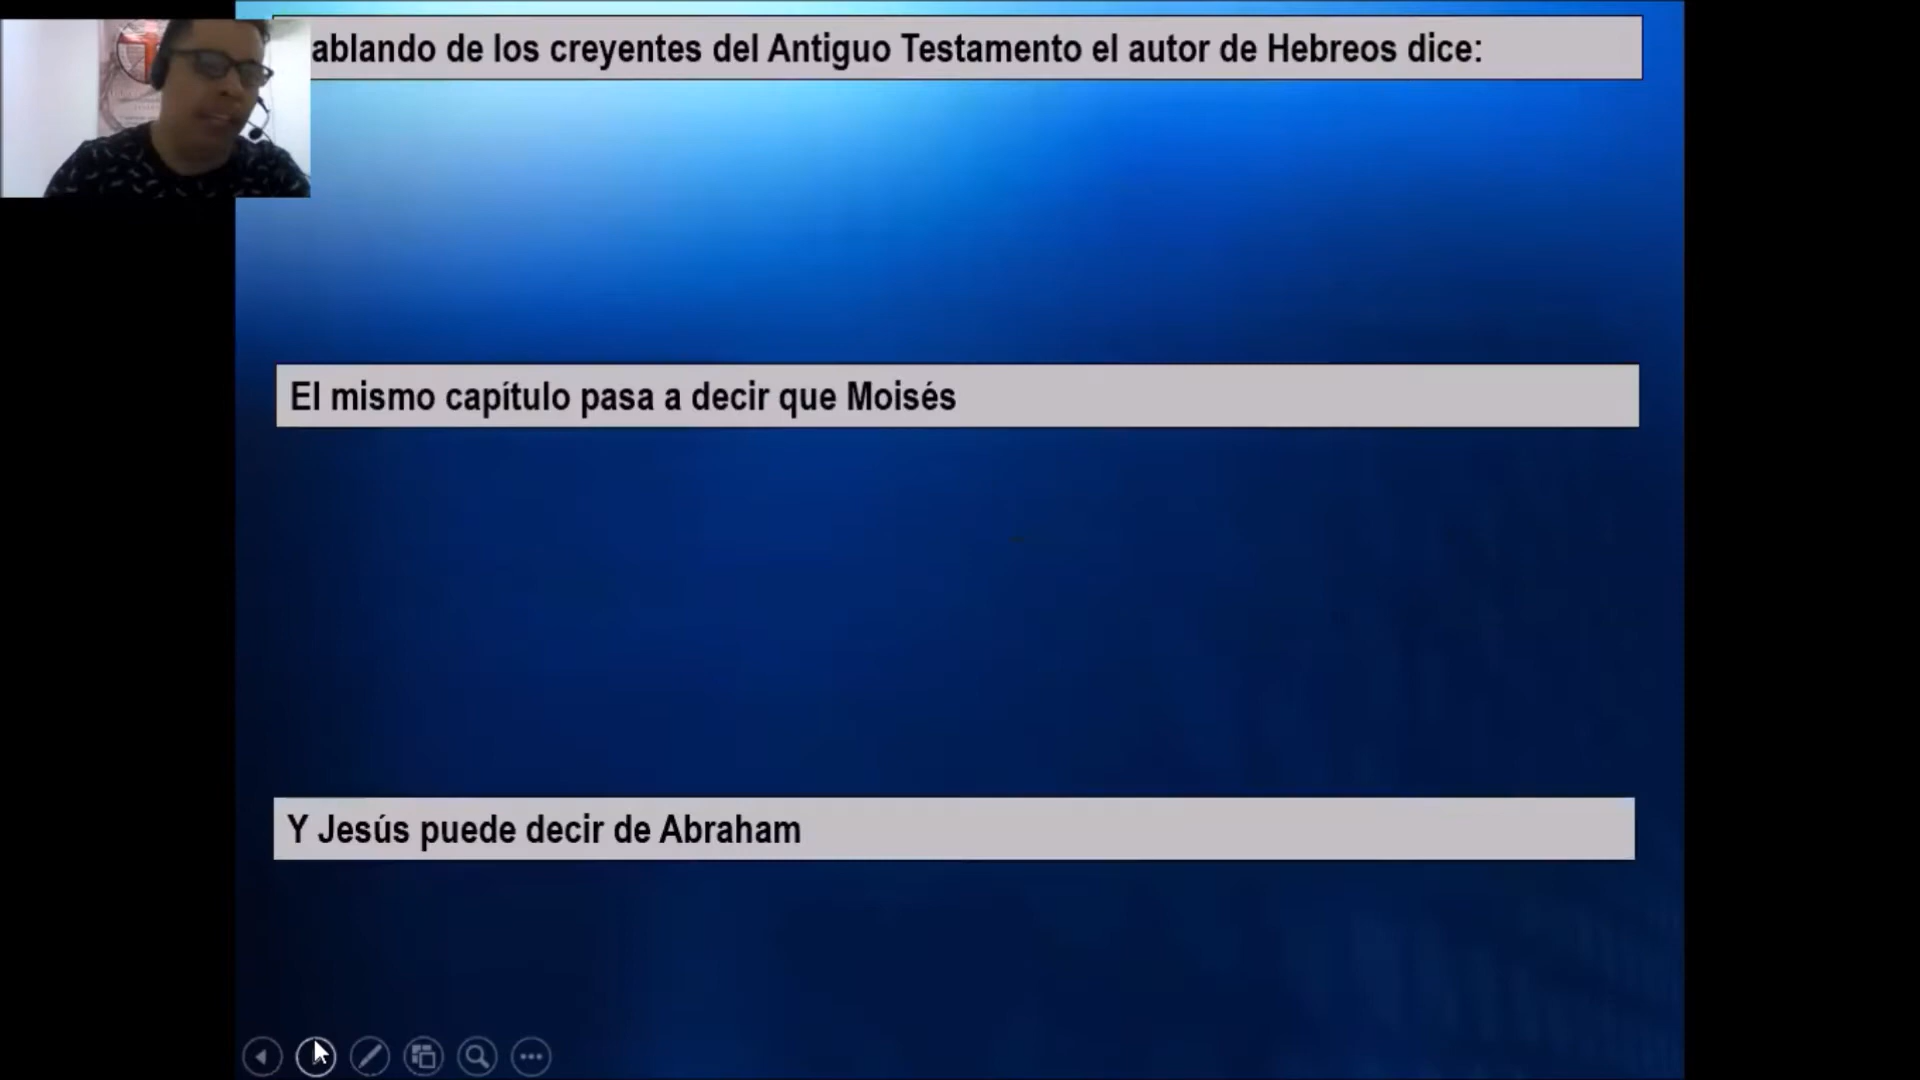 ablando de los creyentes del Antiguo Testamento el autor de Hebreos dice:
El mismo capítulo pasa a decir que Moisés
Y Jesús puede decir de Abraham